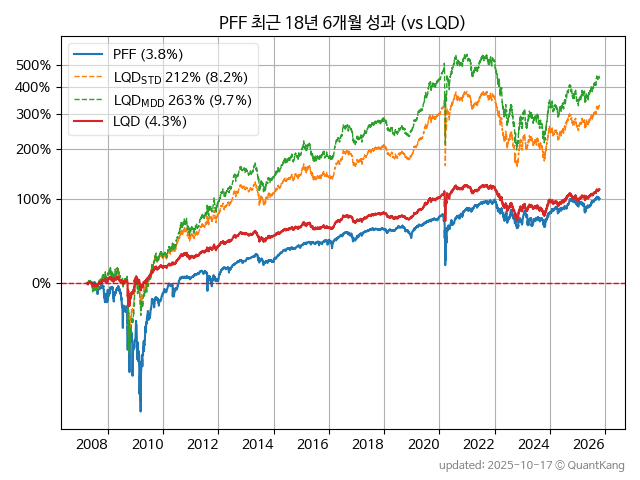 PFF 최근 18년 6개월 성과 (vs LQD)
PFF (3.8%)
LQD_STD 212% (8.2%)
LQD_MDD 263% (9.7%)
LQD (4.3%)
500%
400%
300%
200%
100%
0%
2008 2010 2012 2014 2016 2018 2020 2022 2024 2026
updated: 2025-10-17 © QuantKang